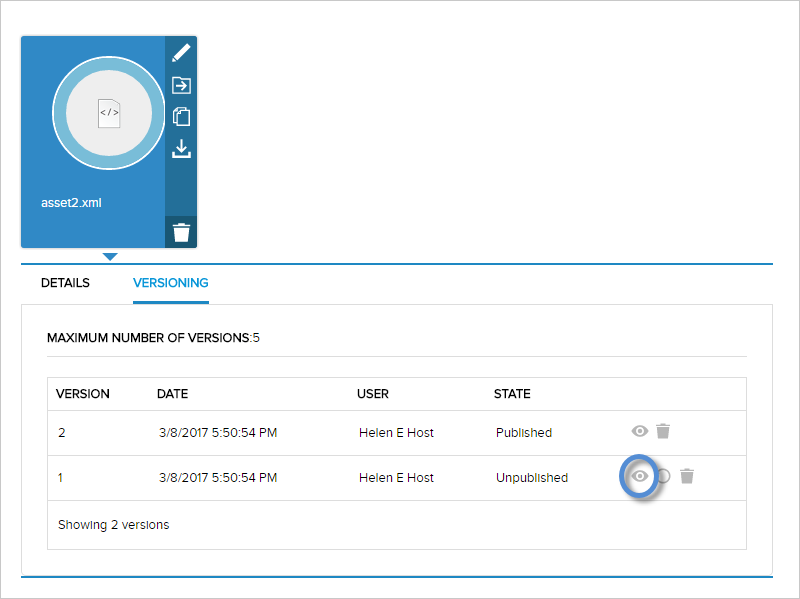 </>
asset2.xml
DETAILS VERSIONING
MAXIMUM NUMBER OF VERSIONS:5
VERSION DATE USER STATE
2 3/8/2017 5:50:54 PM Helen E Host Published
1 3/8/2017 5:50:54 PM Helen E Host Unpublished
Showing 2 versions